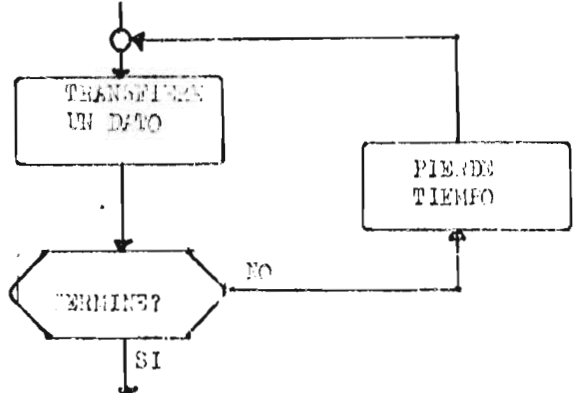 TRANSFIERE
UN DATO
PIERDE
TIEMPO
NO
TERMINE?
SI